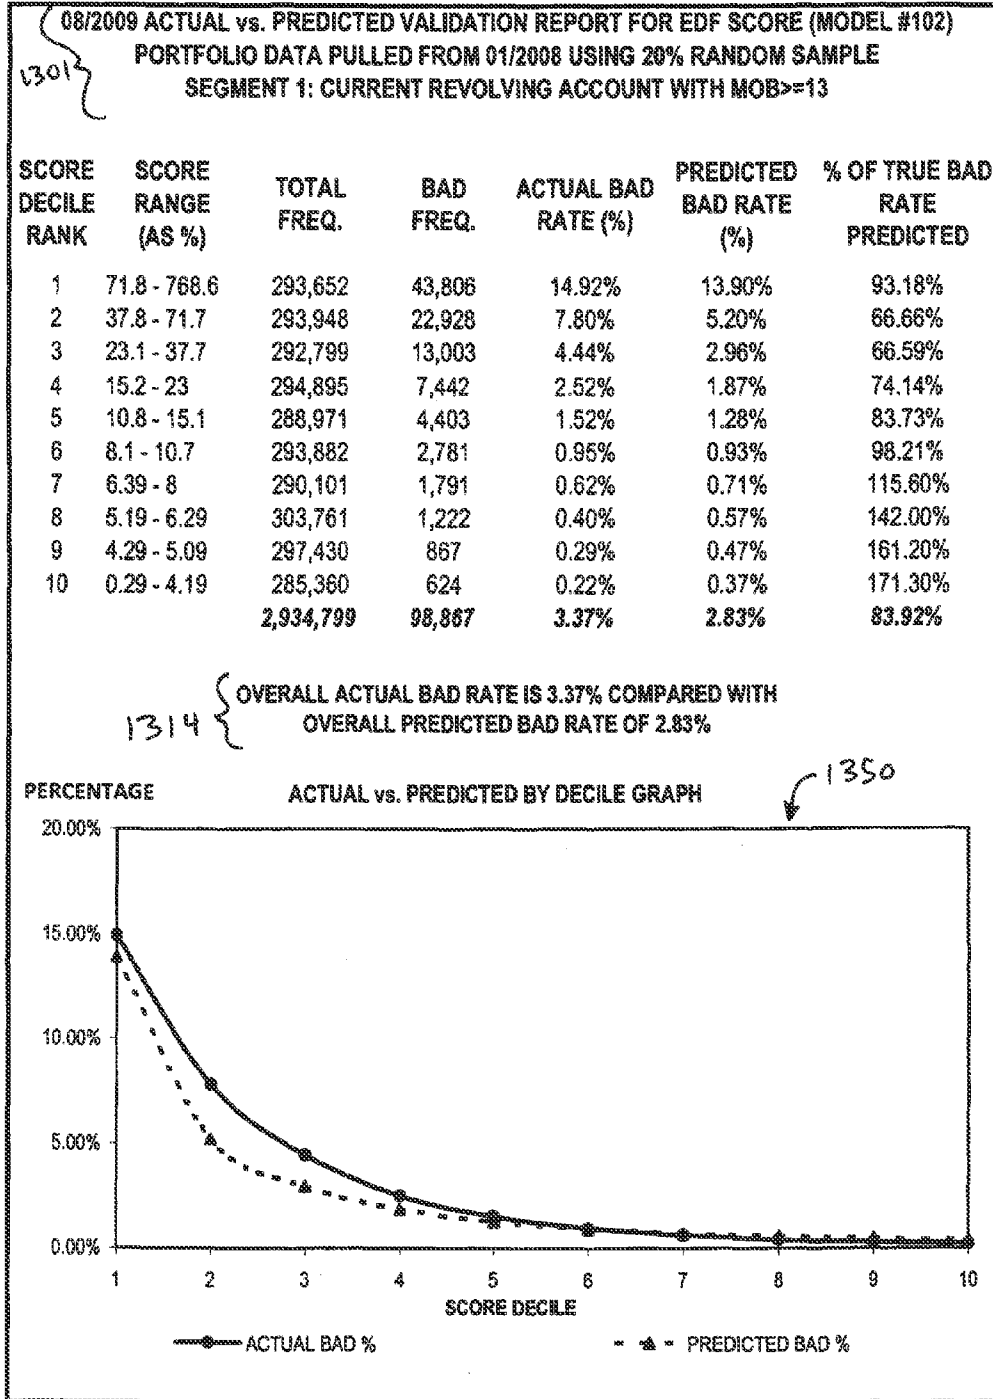 08/2009 ACTUAL vs. PREDICTED VALIDATION REPORT FOR EDF SCORE (MODEL #102)
PORTFOLIO DATA PULLED FROM 01/2008 USING 20% RANDOM SAMPLE
1301
SEGMENT 1: CURRENT REVOLVING ACCOUNT WITH MOB>=13
SCORE DECILE RANK SCORE RANGE (AS %) TOTAL FREQ. BAD FREQ. ACTUAL BAD RATE (%) PREDICTED BAD RATE (%) % OF TRUE BAD RATE PREDICTED
1 71.8 - 768.6 293,652 43,806 14.92% 13.90% 93.18%
2 37.8 - 71.7 293,948 22,928 7.80% 5.20% 66.66%
3 23.1 - 37.7 292,799 13,003 4.44% 2.96% 66.59%
4 15.2 - 23 294,895 7,442 2.52% 1.87% 74.14%
5 10.8 - 15.1 288,971 4,403 1.52% 1.28% 83.73%
6 8.1 - 10.7 293,882 2,781 0.95% 0.93% 98.21%
7 6.39 - 8 290,101 1,791 0.62% 0.71% 115.60%
8 5.19 - 6.29 303,761 1,222 0.40% 0.57% 142.00%
9 4.29 - 5.09 297,430 867 0.29% 0.47% 161.20%
10 0.29 - 4.19 285,360 624 0.22% 0.37% 171.30%
2,934,799 98,867 3.37% 2.83% 83.92%
OVERALL ACTUAL BAD RATE IS 3.37% COMPARED WITH
1314
OVERALL PREDICTED BAD RATE OF 2.83%
1350
PERCENTAGE ACTUAL vs. PREDICTED BY DECILE GRAPH
20.00%
15.00%
10.00%
5.00%
0.00%
1 2 3 4 5 6 7 8 9 10
SCORE DECILE
ACTUAL BAD % PREDICTED BAD %